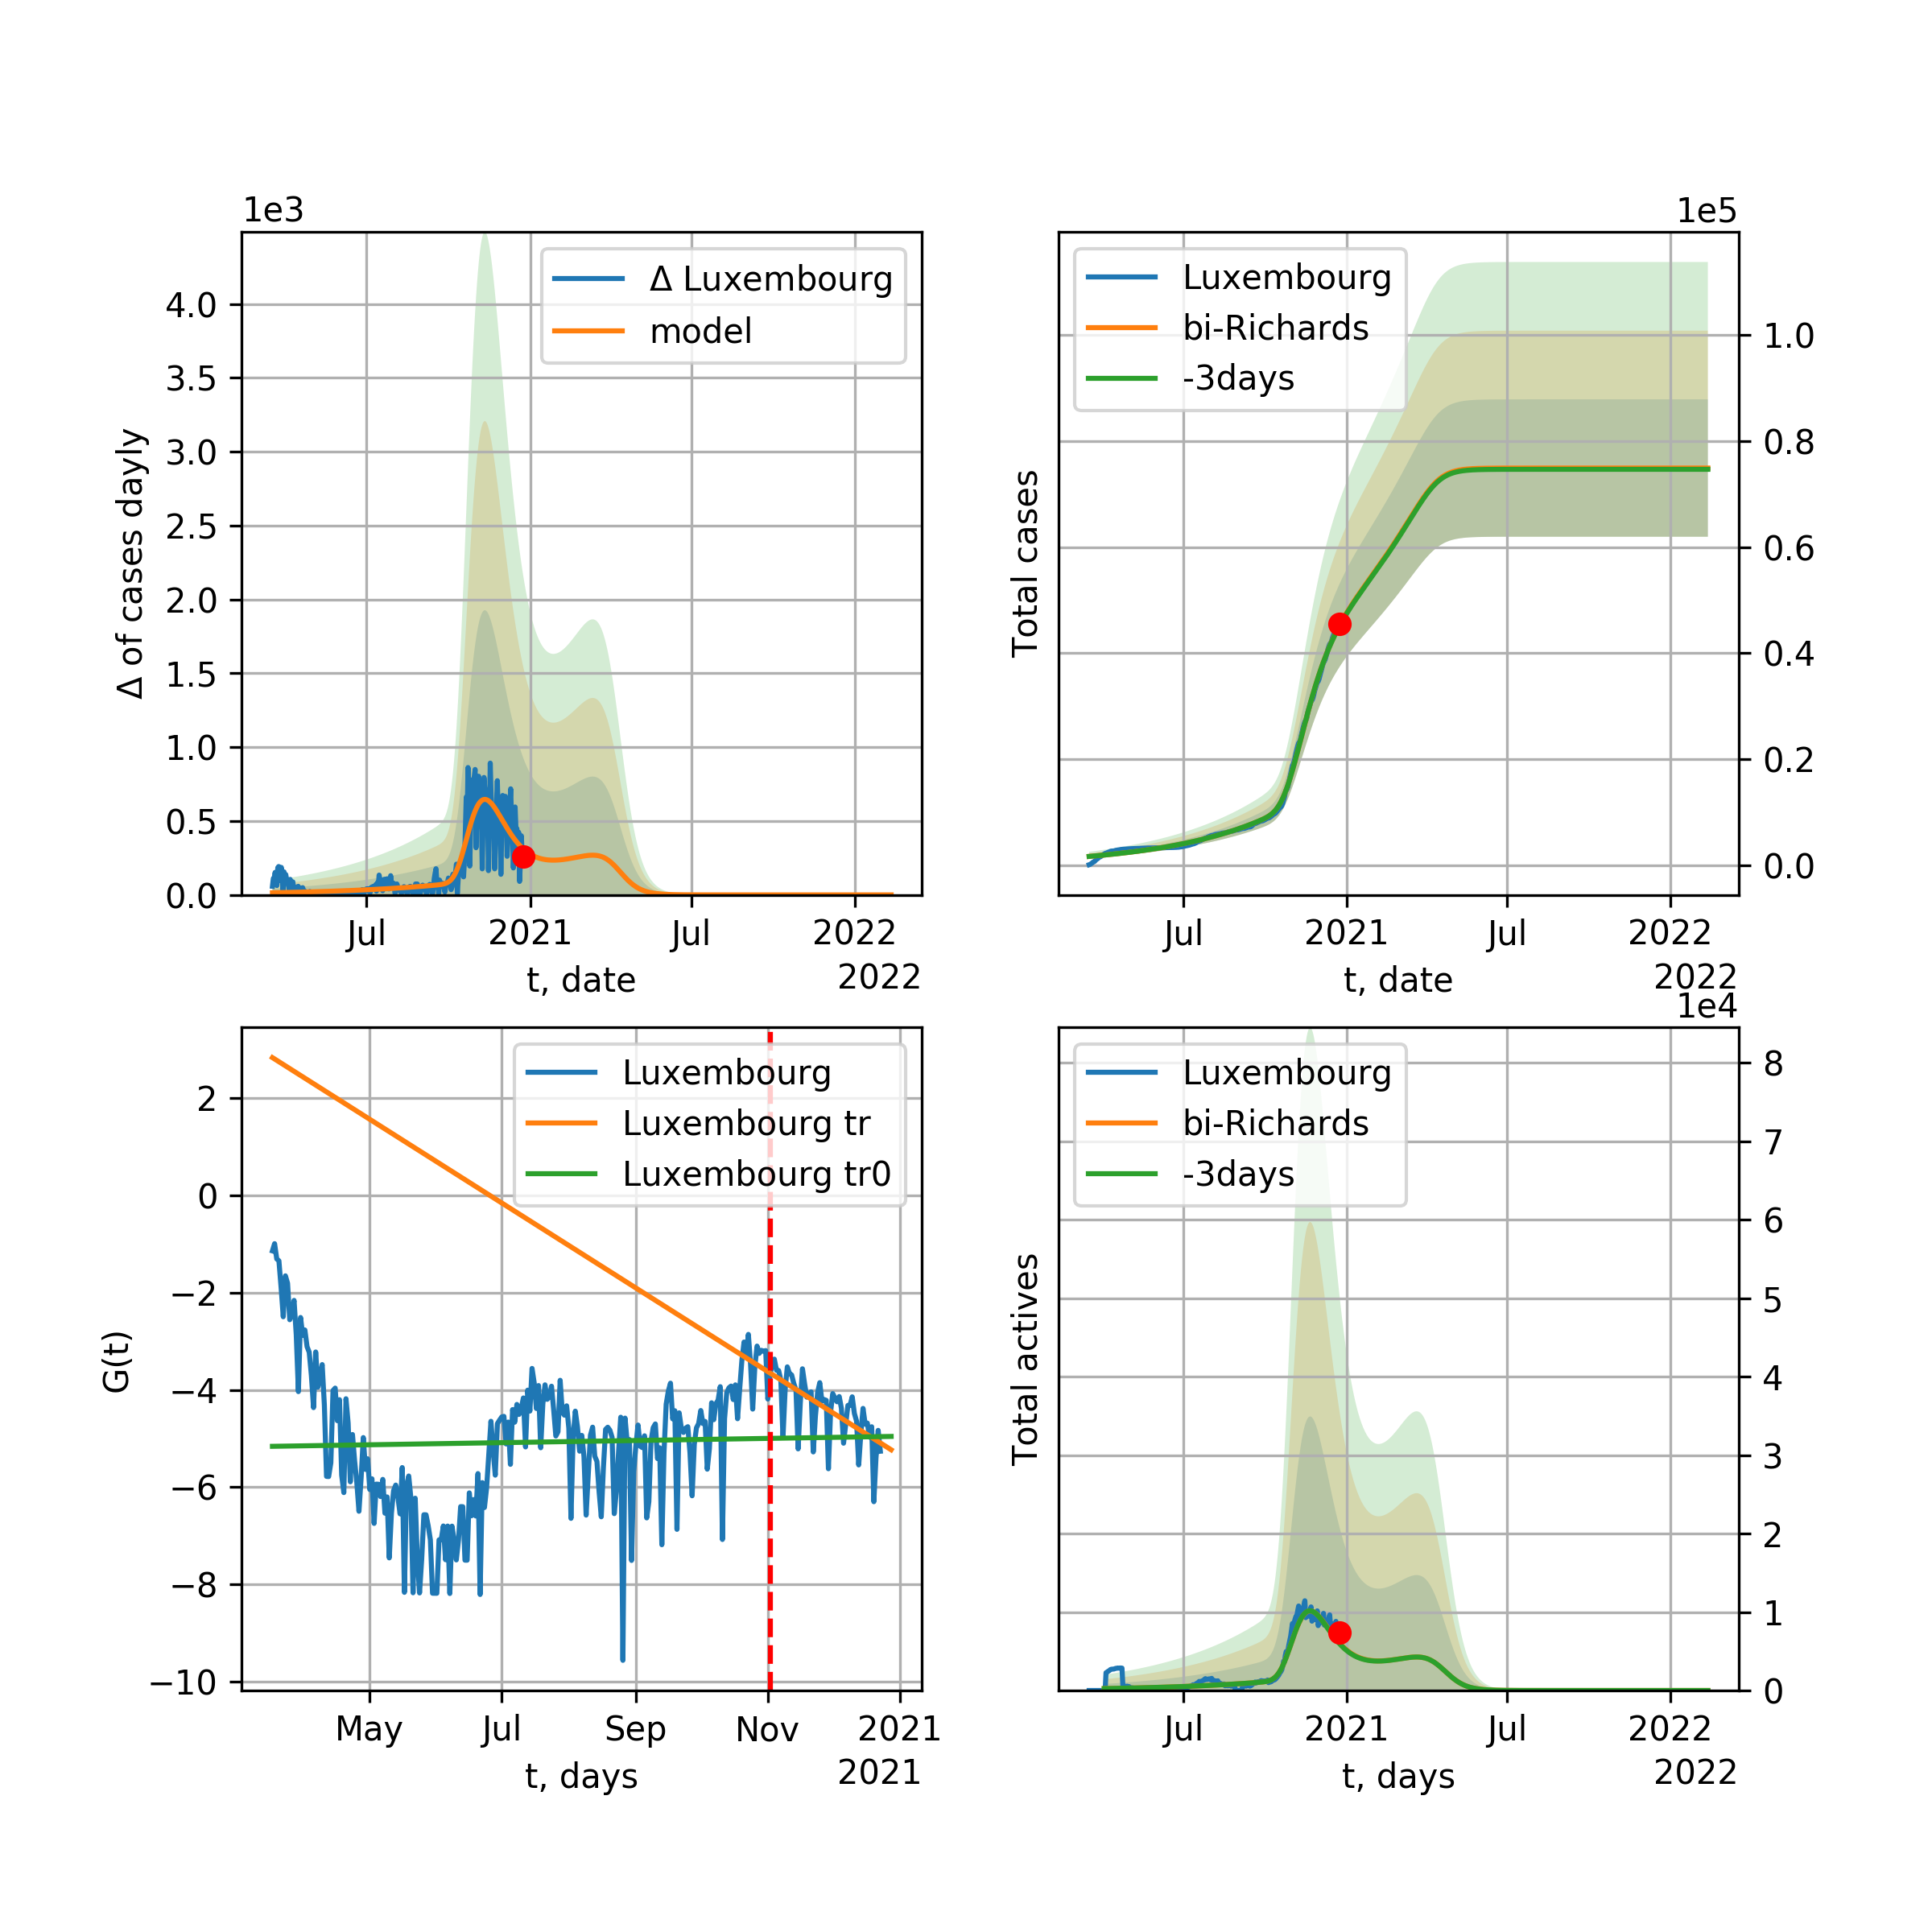 1e3
Δ Luxembourg
model
4.0
3.5
3.0
2.5
2.0
1.5
1.0
0.5
0.0
Δ of cases dayly
Jul 2021 Jul 2022
t, date 2022
1e5
Luxembourg
bi-Richards
-3days
Total cases
1.0
0.8
0.6
0.4
0.2
0.0
Jul 2021 Jul 2022
t, date 2022
Luxembourg
Luxembourg tr
Luxembourg tr0
2
0
−2
−4
−6
−8
−10
G(t)
May Jul Sep Nov 2021
t, days 2021
1e4
Luxembourg
bi-Richards
-3days
Total actives
8
7
6
5
4
3
2
1
0
Jul 2021 Jul 2022
t, days 2022